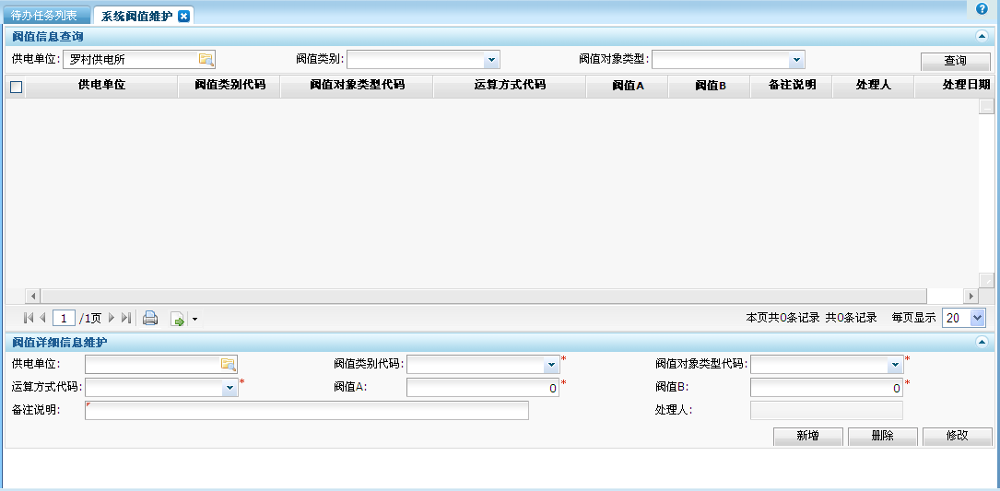 待办任务列表 系统阀值维护
阀值信息查询
供电单位: 罗村供电所 阀值类别: 阀值对象类型: 查询
供电单位 阀值类别代码 阀值对象类型代码 运算方式代码 阀值A 阀值B 备注说明 处理人 处理日期
1 /1页 本页共0条记录 共0条记录 每页显示 20
阀值详细信息维护
供电单位: 阀值类别代码: * 阀值对象类型代码: *
运算方式代码: * 阀值A: 0 * 阀值B: 0 *
备注说明: 处理人:
新增 删除 修改